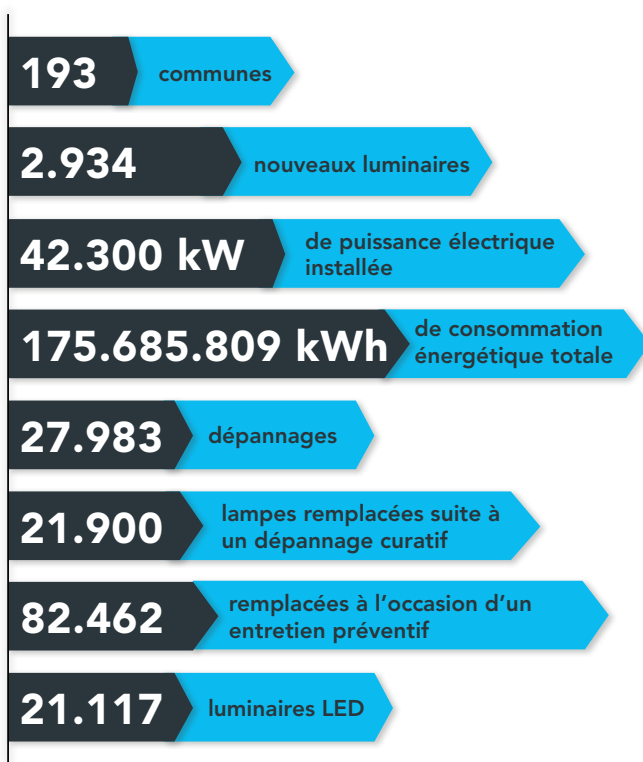 193 communes
2.934 nouveaux luminaires
42.300 kW de puissance électrique
installée
175.685.809 kWh de consommation
énergétique totale
27.983 dépannages
21.900 lampes remplacées suite à
un dépannage curatif
82.462 remplacées à l'occasion d'un
entretien préventif
21.117 luminaires LED